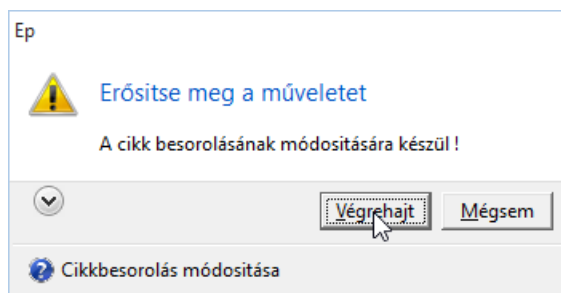 Ep
Erősitse meg a műveletet
A cikk besorolásának módositására készül !
Végrehajt
Mégsem
Cikkbesorolás módositása